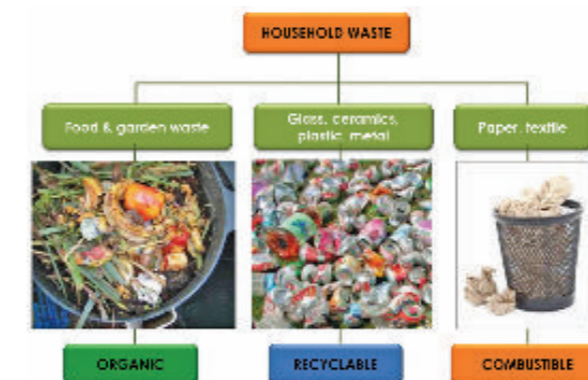 HOUSEHOLD WASTE
Food & garden waste
Glass, ceramics,
plastic, metal
Paper, textile
ORGANIC
RECYCLABLE
COMBUSTIBLE